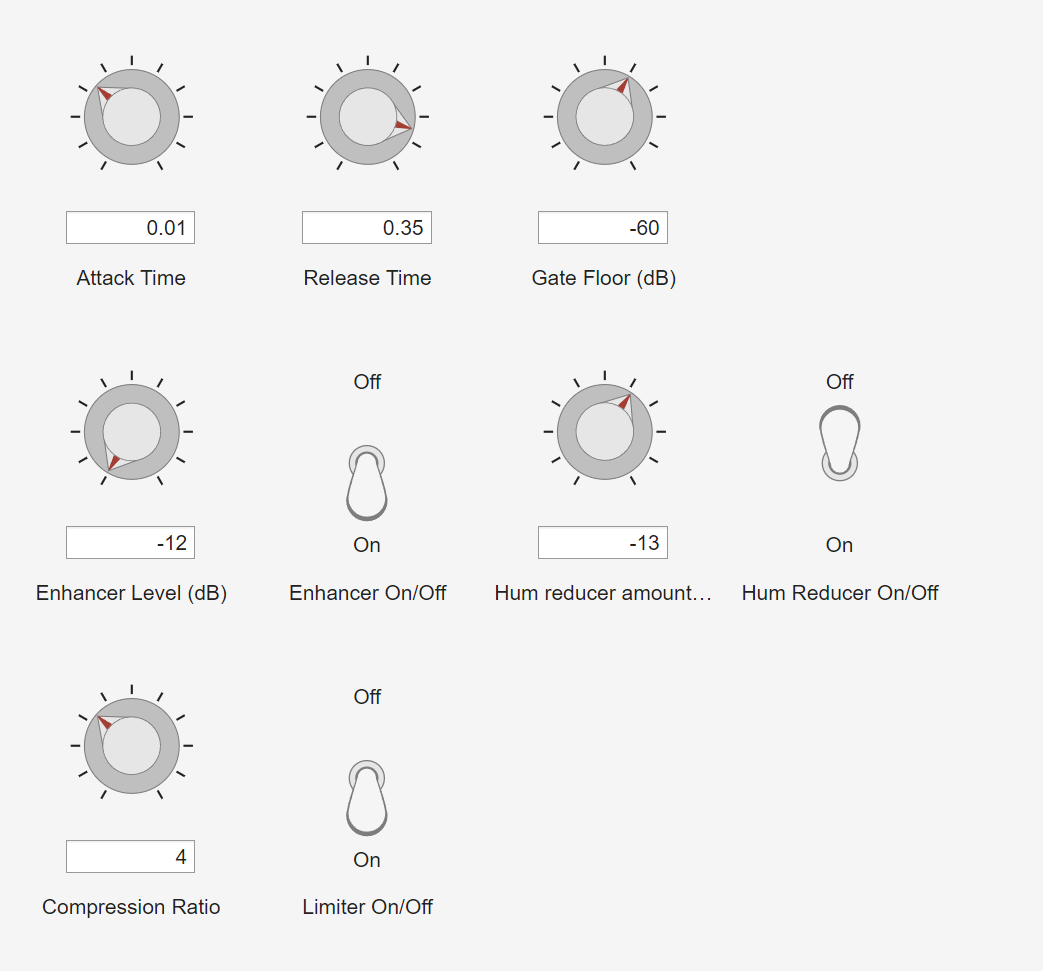 0.01 0.35 -60
Attack Time Release Time Gate Floor (dB)
Off Off
-12 On -13 On
Enhancer Level (dB) Enhancer On/Off Hum reducer amount... Hum Reducer On/Off
Off
4 On
Compression Ratio Limiter On/Off